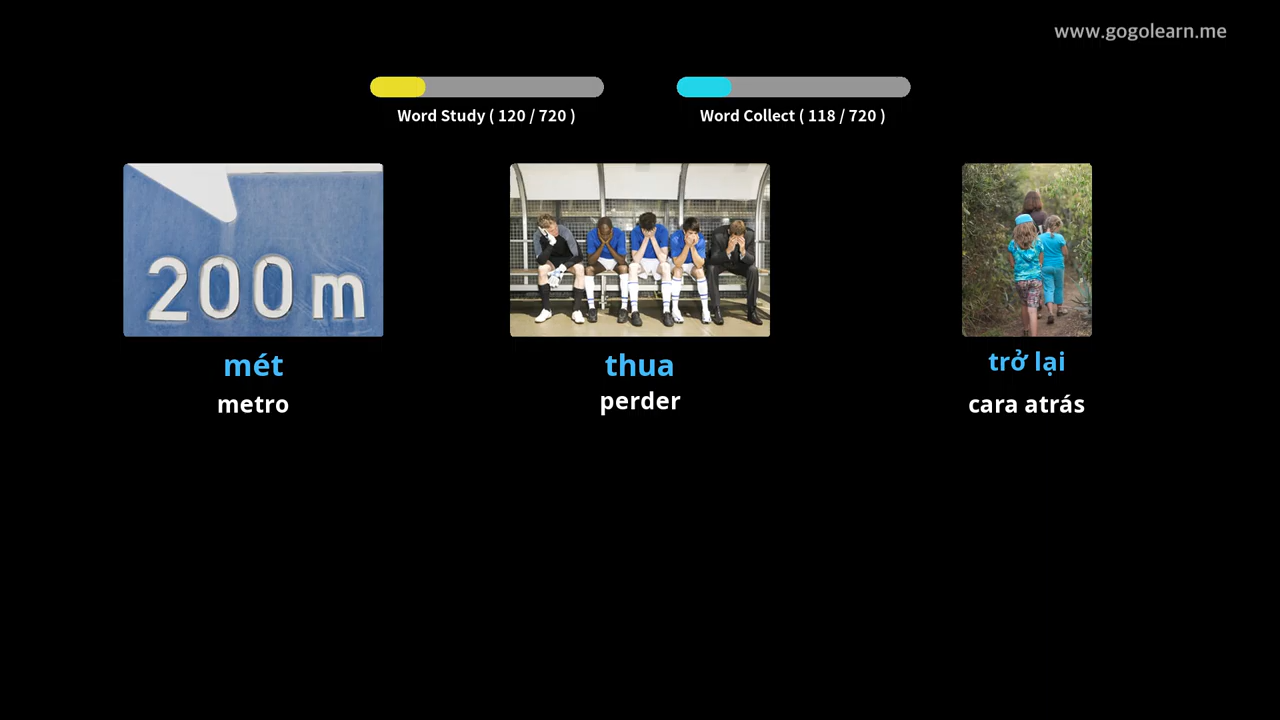 www.gogolearn.me
Word Study ( 120 / 720 )
Word Collect ( 118 / 720 )
200 m
mét
metro
thua
perder
trở lại
cara atrás